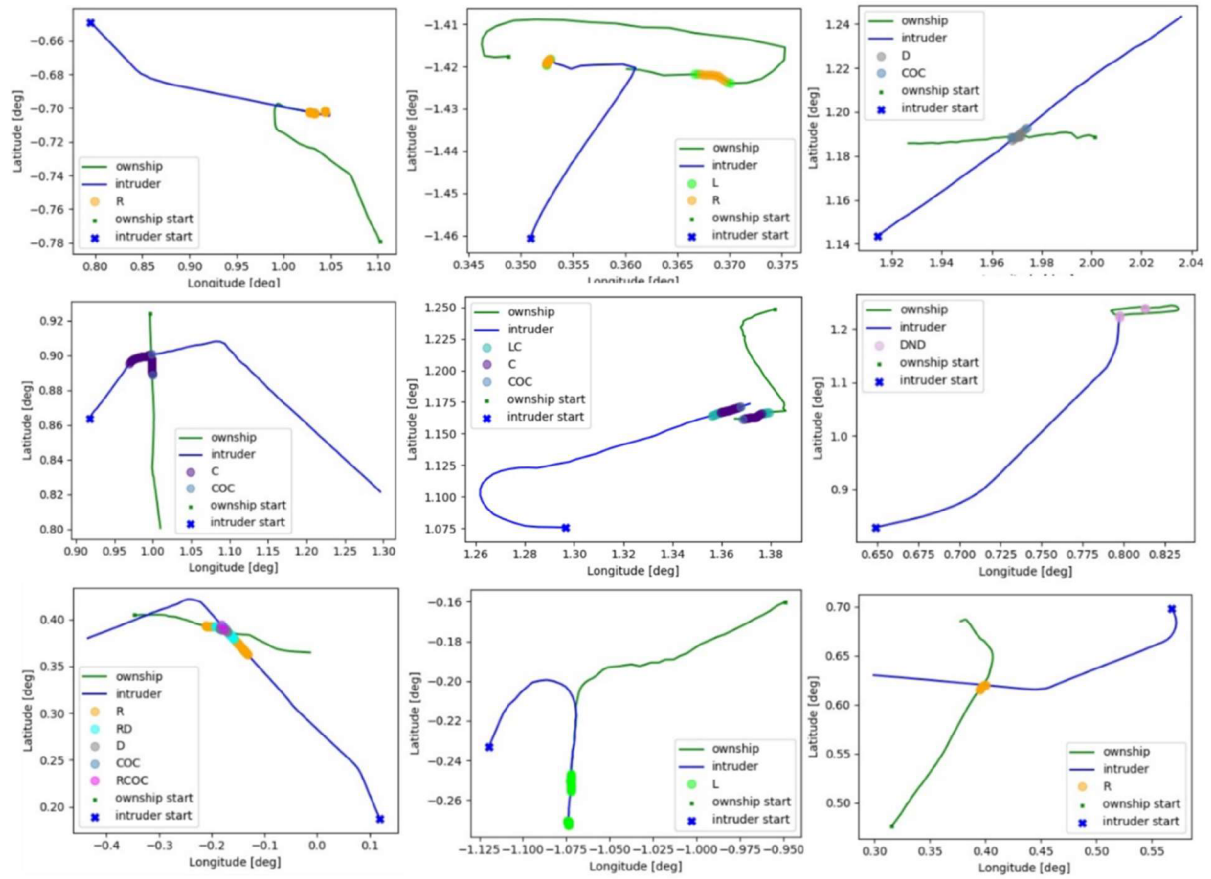 Latitude [deg]
−0.66
−0.68
−0.70
−0.72
−0.74
−0.76
−0.78
ownship
intruder
R
ownship start
intruder start
0.80 0.85 0.90 0.95 1.00 1.05 1.10
Longitude [deg]
Latitude [deg]
−1.41
−1.42
−1.43
−1.44
−1.45
−1.46
ownship
intruder
L
R
ownship start
intruder start
0.345 0.350 0.355 0.360 0.365 0.370 0.375
Longitude [deg]
Latitude [deg]
1.24
1.22
1.20
1.18
1.16
1.14
ownship
intruder
D
COC
ownship start
intruder start
1.92 1.94 1.96 1.98 2.00 2.02 2.04
Latitude [deg]
0.92
0.90
0.88
0.86
0.84
0.82
0.80
ownship
intruder
C
COC
ownship start
intruder start
0.90 0.95 1.00 1.05 1.10 1.15 1.20 1.25 1.30
Longitude [deg]
Latitude [deg]
1.250
1.225
1.200
1.175
1.150
1.125
1.100
1.075
ownship
intruder
LC
C
COC
ownship start
intruder start
1.26 1.28 1.30 1.32 1.34 1.36 1.38
Longitude [deg]
Latitude [deg]
1.2
1.1
1.0
0.9
ownship
intruder
DND
ownship start
intruder start
0.650 0.675 0.700 0.725 0.750 0.775 0.800 0.825
Longitude [deg]
Latitude [deg]
0.40
0.35
0.30
0.25
0.20
ownship
intruder
R
RD
D
COC
RCOC
ownship start
intruder start
−0.4 −0.3 −0.2 −0.1 0.0 0.1
Longitude [deg]
Latitude [deg]
−0.16
−0.18
−0.20
−0.22
−0.24
−0.26
ownship
intruder
L
ownship start
intruder start
−1.125 −1.100 −1.075 −1.050 −1.025 −1.000 −0.975 −0.950
Longitude [deg]
Latitude [deg]
0.70
0.65
0.60
0.55
0.50
ownship
intruder
R
ownship start
intruder start
0.30 0.35 0.40 0.45 0.50 0.55
Longitude [deg]